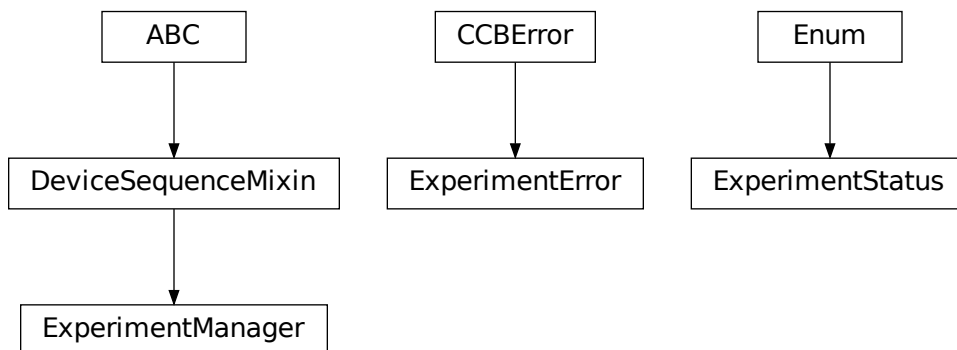 ABC
CCBError
Enum
DeviceSequenceMixin
ExperimentError
ExperimentStatus
ExperimentManager